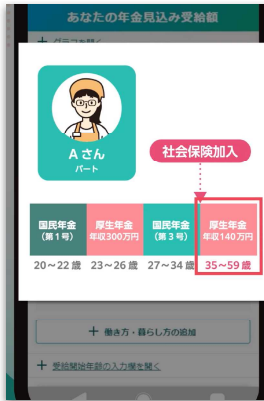 あなたの年金見込み受給額
＋ グラフを開く
Aさん
パート
社会保険加入
国民年金
（第1号）
厚生年金
年収300万円
国民年金
（第3号）
厚生年金
年収140万円
20～22歳
23～26歳
27～34歳
35～59歳
＋ 働き方・暮らし方の追加
＋ 受給開始年齢の入力欄を開く